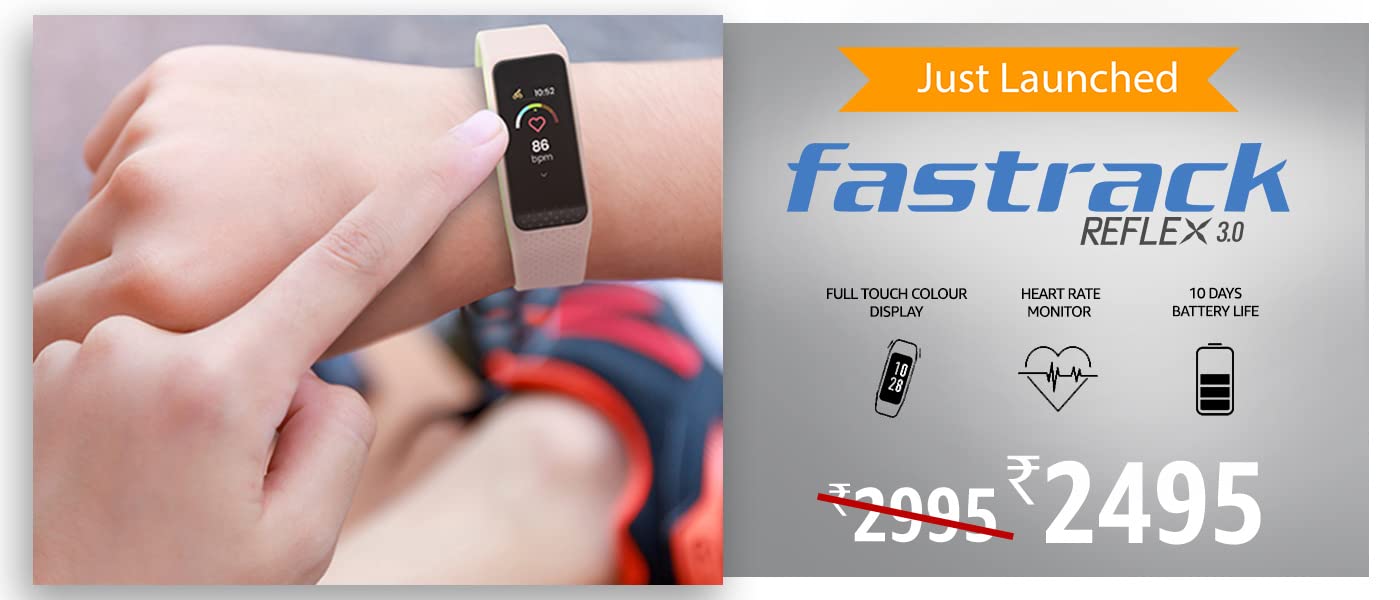 10:52
86
bpm
Just Launched
fastrack
REFLEX 3.0
FULL TOUCH COLOUR
DISPLAY
HEART RATE
MONITOR
10 DAYS
BATTERY LIFE
10
28
₹2995
₹2495